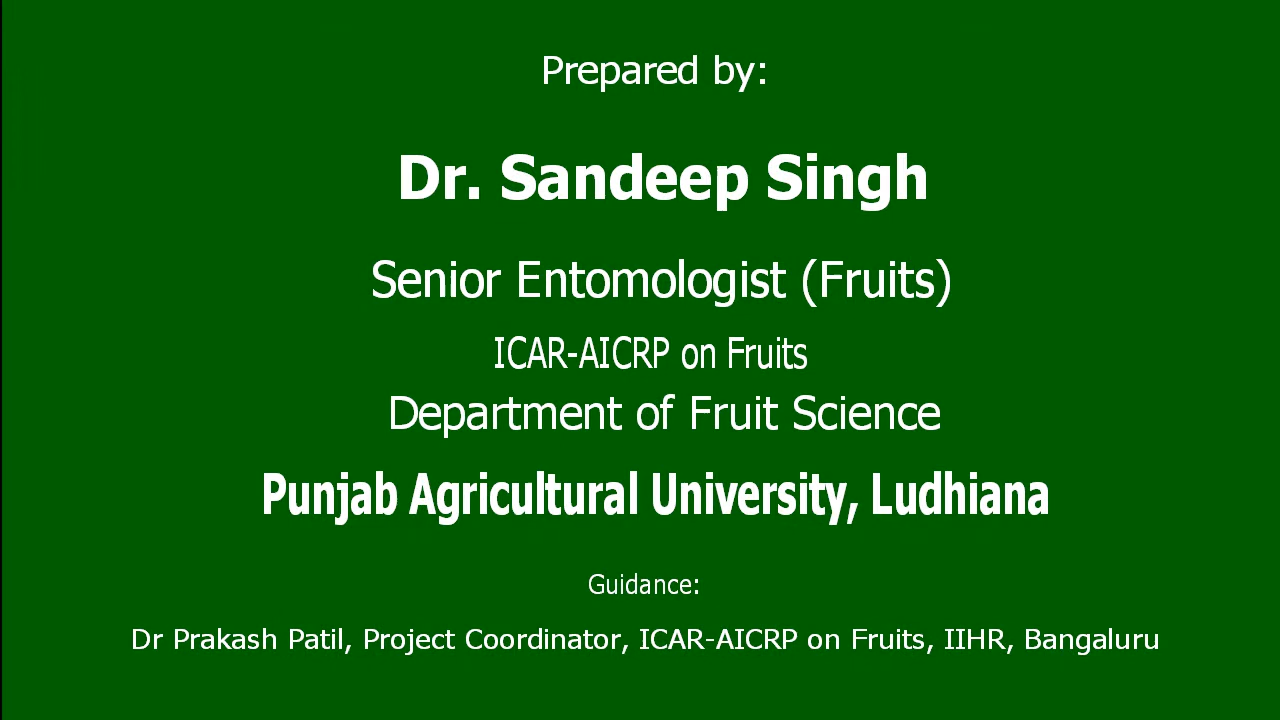 Prepared by:
Dr. Sandeep Singh
Senior Entomologist (Fruits)
ICAR-AICRP on Fruits
Department of Fruit Science
Punjab Agricultural University, Ludhiana
Guidance:
Dr Prakash Patil, Project Coordinator, ICAR-AICRP on Fruits, IIHR, Bangaluru